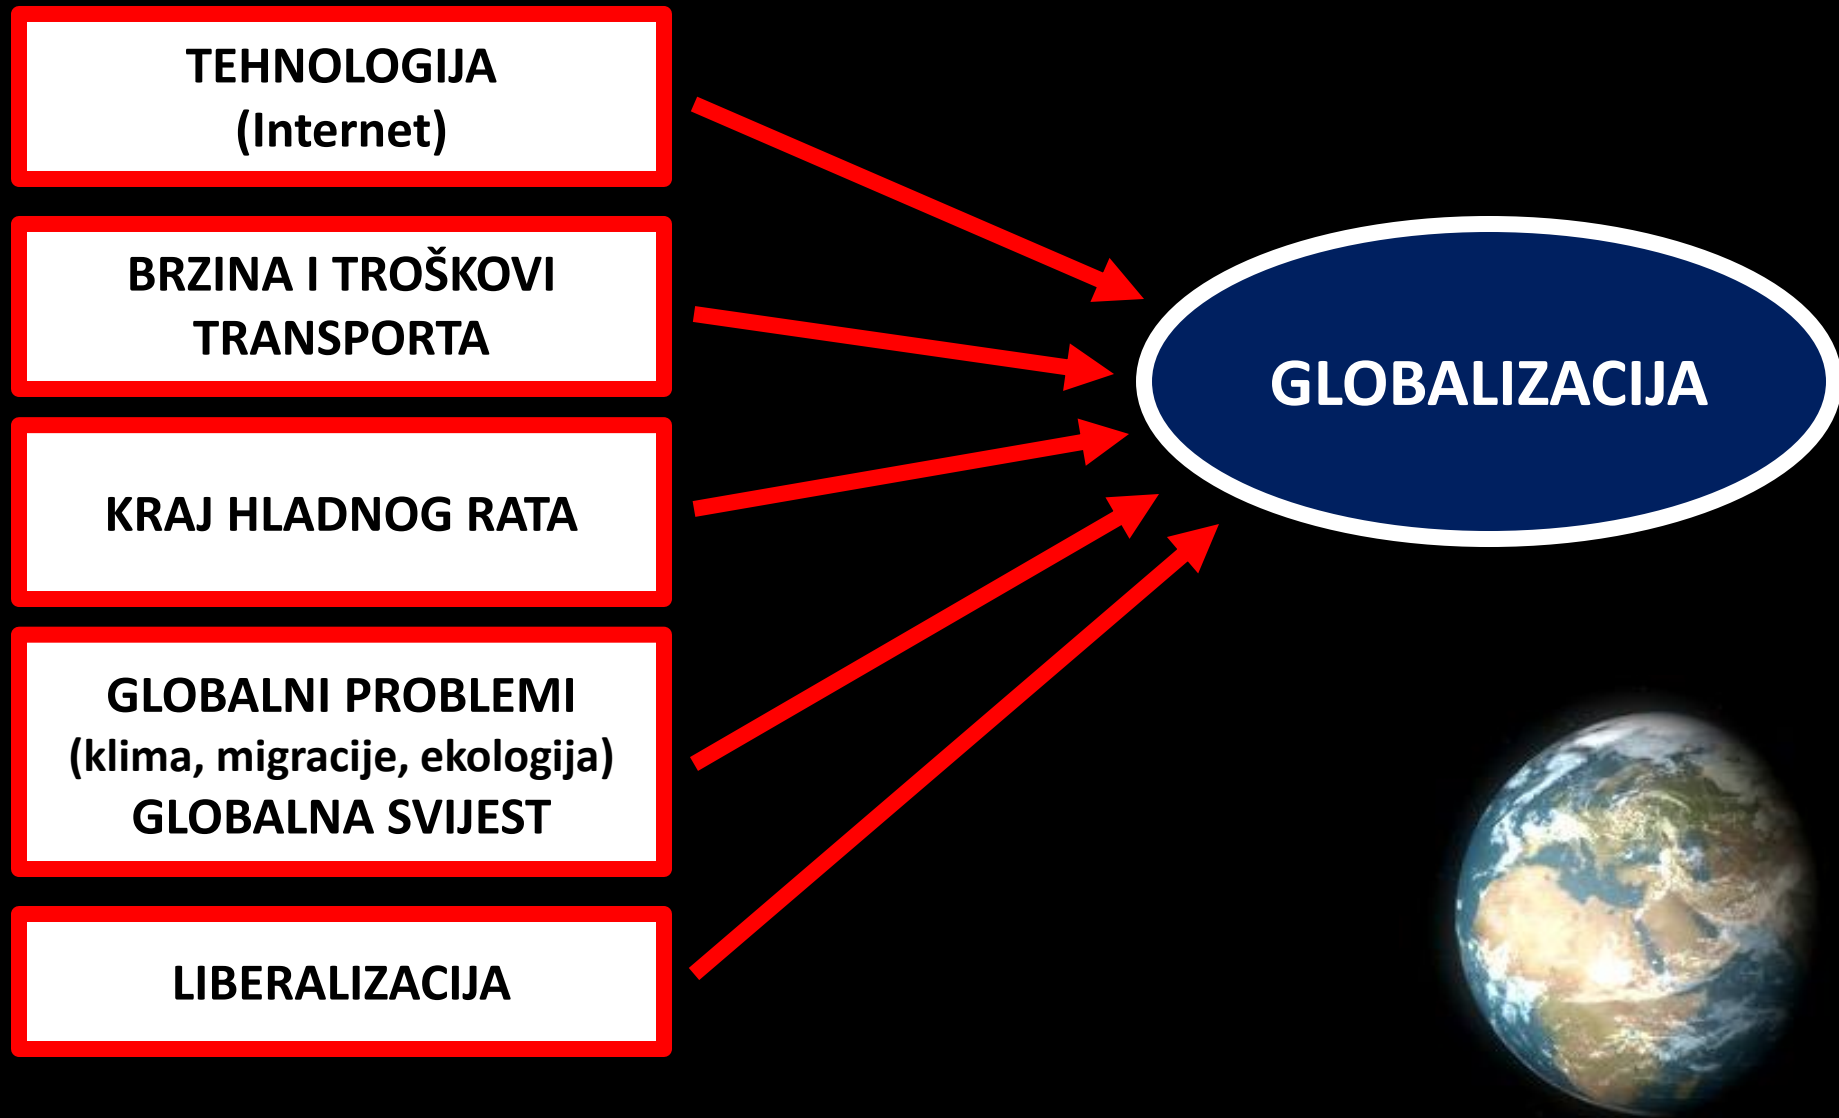 TEHNOLOGIJA
(Internet)
BRZINA I TROŠKOVI
TRANSPORTA
KRAJ HLADNOG RATA
GLOBALNI PROBLEMI
(klima, migracije, ekologija)
GLOBALNA SVIJEST
LIBERALIZACIJA
GLOBALIZACIJA